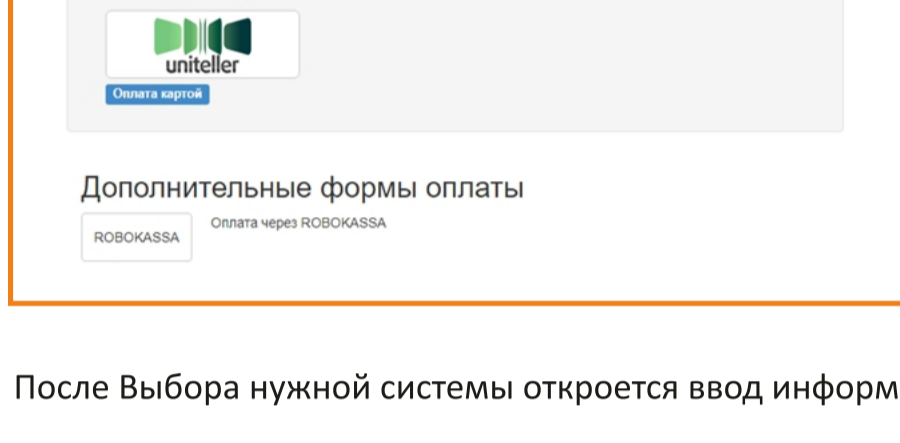 uniteller
Оплата картой
Дополнительные формы оплаты
ROBOKASSA
Оплата через ROBOKASSA
После Выбора нужной системы откроется ввод информ